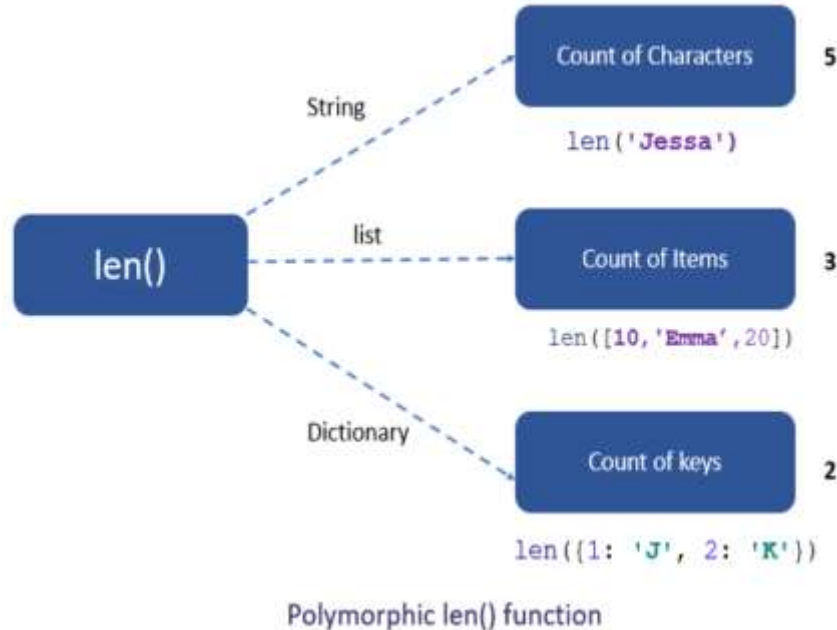 Count of Characters 5
String
len('Jessa')
len()
list
Count of Items 3
len([10,'Emma’,20])
Dictionary
Count of keys 2
len({1: 'J', 2: 'K'})
Polymorphic len() function